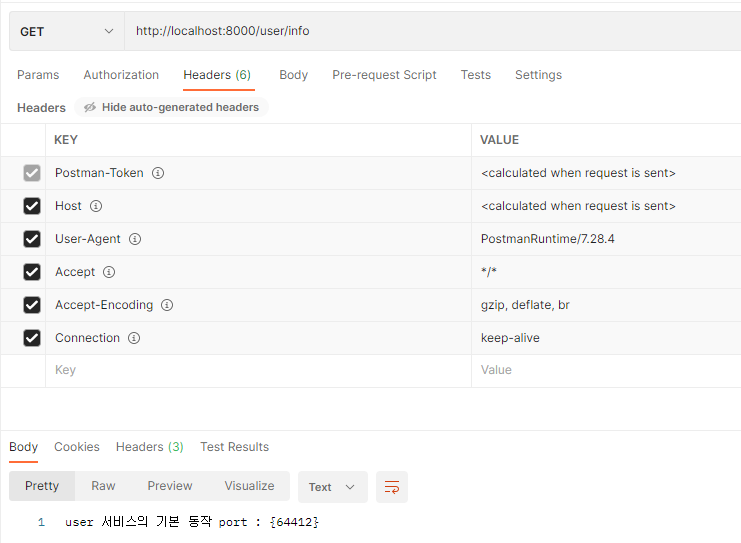 GET http://localhost:8000/user/info
Params Authorization Headers (6) Body Pre-request Script Tests Settings
Headers Hide auto-generated headers
KEY VALUE
Postman-Token <calculated when request is sent>
Host <calculated when request is sent>
User-Agent PostmanRuntime/7.28.4
Accept */*
Accept-Encoding gzip, deflate, br
Connection keep-alive
Key Value
Body Cookies Headers (3) Test Results
Pretty Raw Preview Visualize Text
1 user 서비스의 기본 동작 port : {64412}